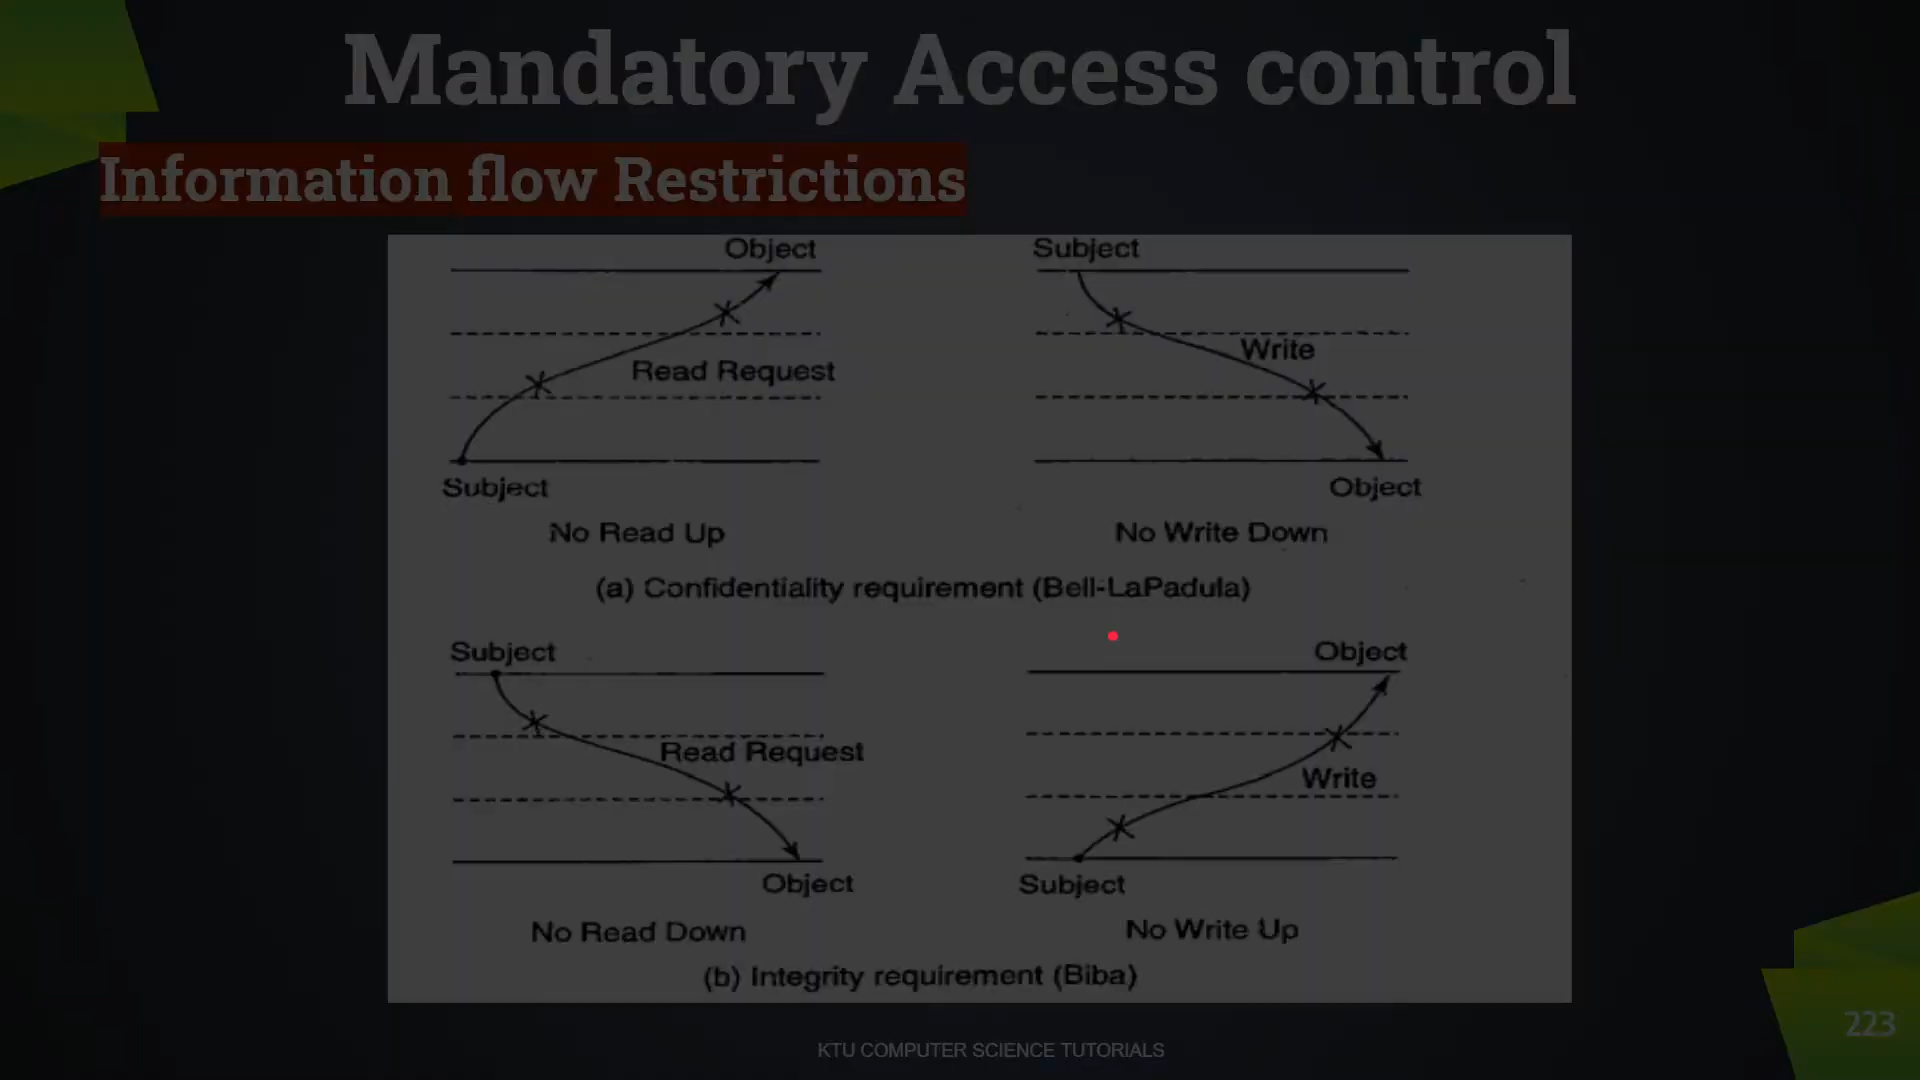 Mandatory Access control
Information flow Restrictions
Object
Read Request
Subject
No Read Up
Subject
Write
Object
No Write Down
(a) Confidentiality requirement (Bell-LaPadula)
Subject
Read Request
Object
No Read Down
Object
Write
Subject
No Write Up
(b) Integrity requirement (Biba)
KTU COMPUTER SCIENCE TUTORIALS
223